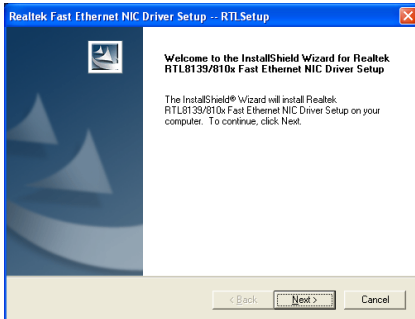 Realtek Fast Ethernet NIC Driver Setup -- RTLSetup
Welcome to the InstallShield Wizard for Realtek
RTL8139/810x Fast Ethernet NIC Driver Setup
The InstallShield® Wizard will install Realtek
RTL8139/810x Fast Ethernet NIC Driver Setup on your
computer. To continue, click Next.
< Back Next > Cancel